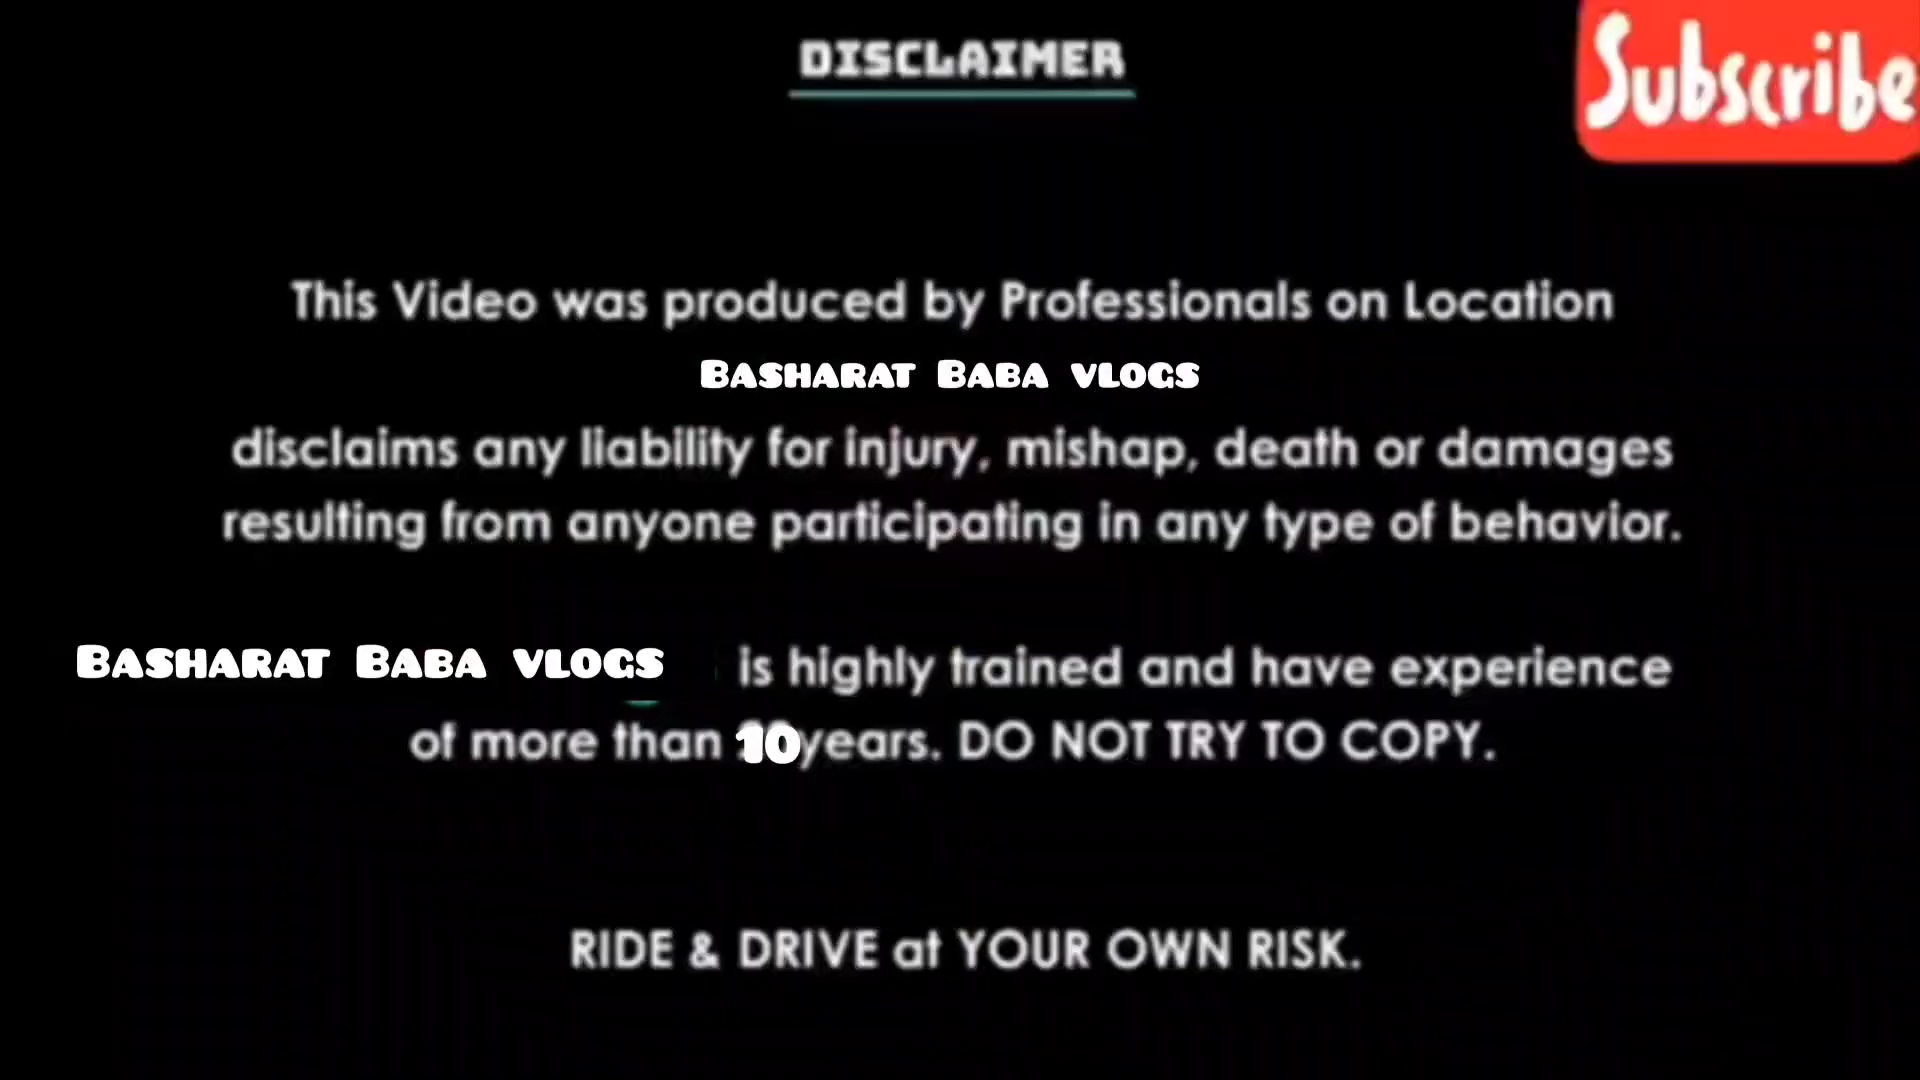 DISCLAIMER
Subscribe
This Video was produced by Professionals on Location
BASHARAT BABA VLOGS
disclaims any liability for injury, mishap, death or damages
resulting from anyone participating in any type of behavior.
BASHARAT BABA VLOGS is highly trained and have experience
of more than 10years. DO NOT TRY TO COPY.
RIDE & DRIVE at YOUR OWN RISK.